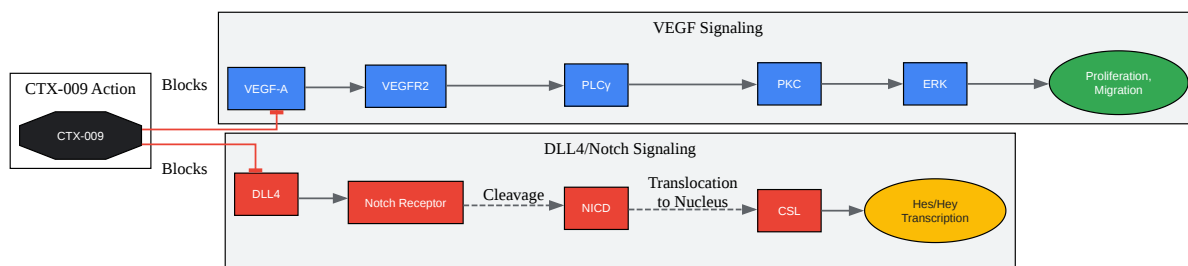 VEGF Signaling
Blocks
VEGF-A
VEGFR2
PLCγ
PKC
ERK
Proliferation,
Migration
CTX-009 Action
CTX-009
Blocks
DLL4/Notch Signaling
DLL4
Notch Receptor
Cleavage
NICD
Translocation
to Nucleus
CSL
Hes/Hey
Transcription